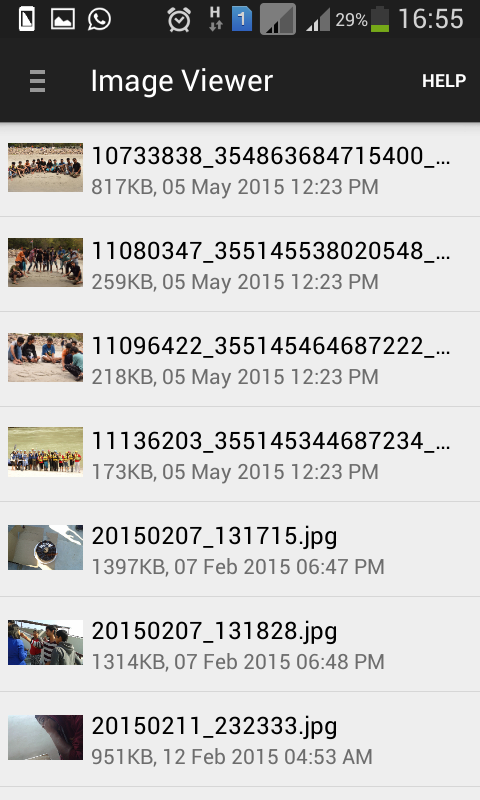 H
1
29%
16:55
Image Viewer
HELP
10733838_354863684715400_...
817KB, 05 May 2015 12:23 PM
11080347_355145538020548_...
259KB, 05 May 2015 12:23 PM
11096422_355145464687222_...
218KB, 05 May 2015 12:23 PM
11136203_355145344687234_...
173KB, 05 May 2015 12:23 PM
20150207_131715.jpg
1397KB, 07 Feb 2015 06:47 PM
20150207_131828.jpg
1314KB, 07 Feb 2015 06:48 PM
20150211_232333.jpg
951KB, 12 Feb 2015 04:53 AM